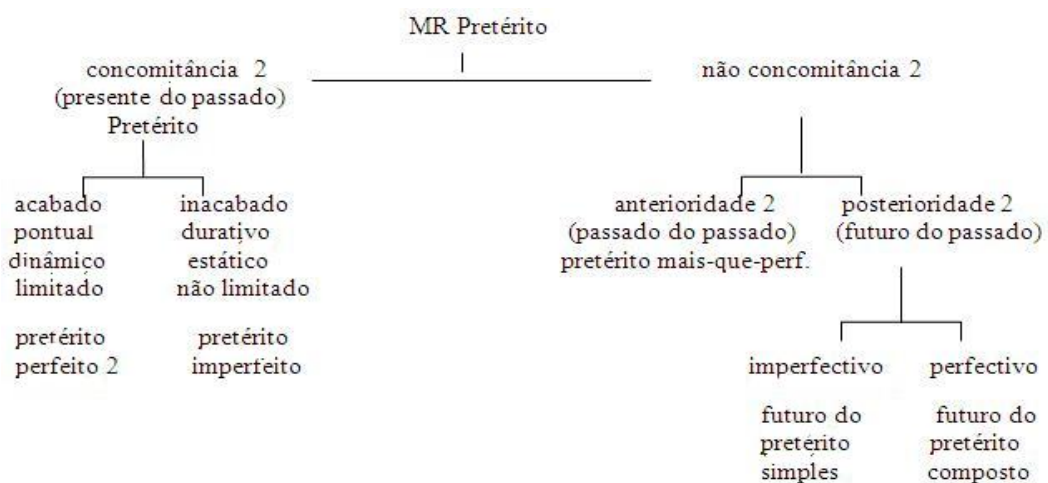 MR Pretérito
concomitância 2
(presente do passado)
Pretérito
não concomitância 2
acabado
pontual
dinâmico
limitado
pretérito
perfeito 2
inacabado
durativo
estático
não limitado
pretérito
imperfeito
anterioridade 2
(passado do passado)
pretérito mais-que-perf.
posterioridade 2
(futuro do passado)
imperfectivo
futuro do
pretérito
simples
perfectivo
futuro do
pretérito
composto